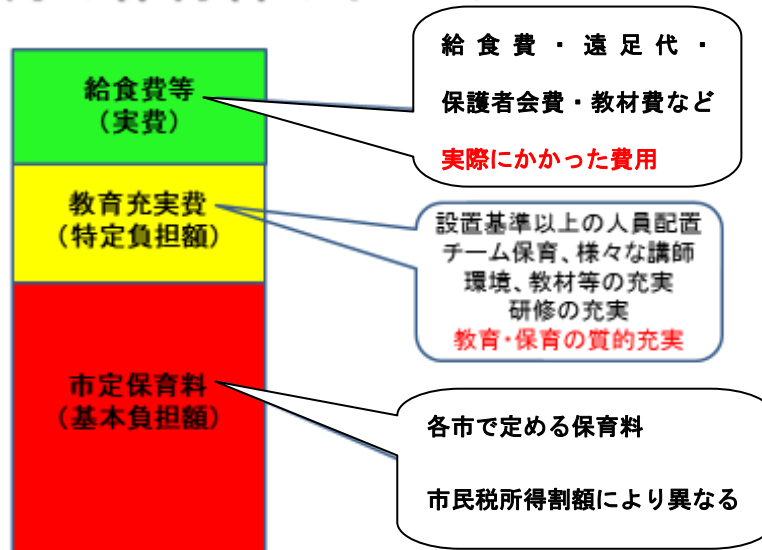 給食費等
(実費)
給食費・遠足代・
保護者会費・教材費など
実際にかかった費用
教育充実費
(特定負担額)
設置基準以上の人員配置
チーム保育、様々な講師
環境、教材等の充実
研修の充実
教育・保育の質的充実
市定保育料
(基本負担額)
各市で定める保育料
市民税所得割額により異なる